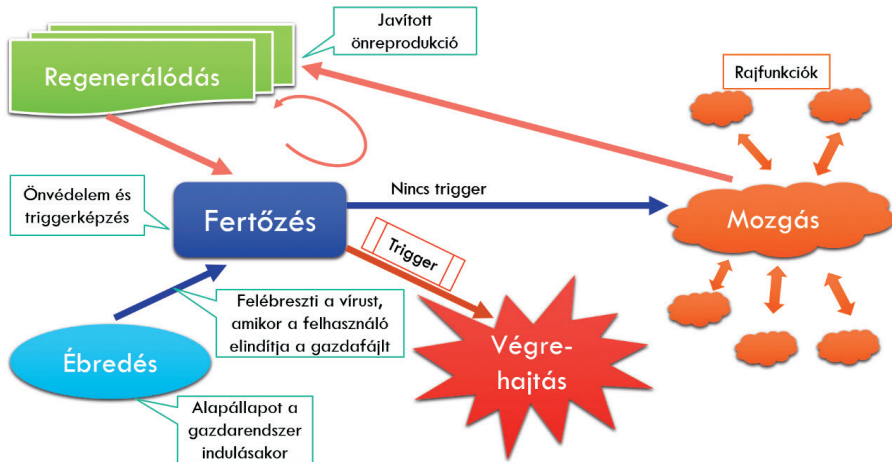 Javított
önreprodukció
Regenerálódás
Rajfunkciók
Önvédelem és
triggerképzés
Fertőzés
Nincs trigger
Mozgás
Trigger
Felébreszti a vírust,
amikor a felhasználó
elindítja a gazdafájlt
Ébredés
Végre-
hajtás
Alapállapot a
gazdarendszer
indulásakor